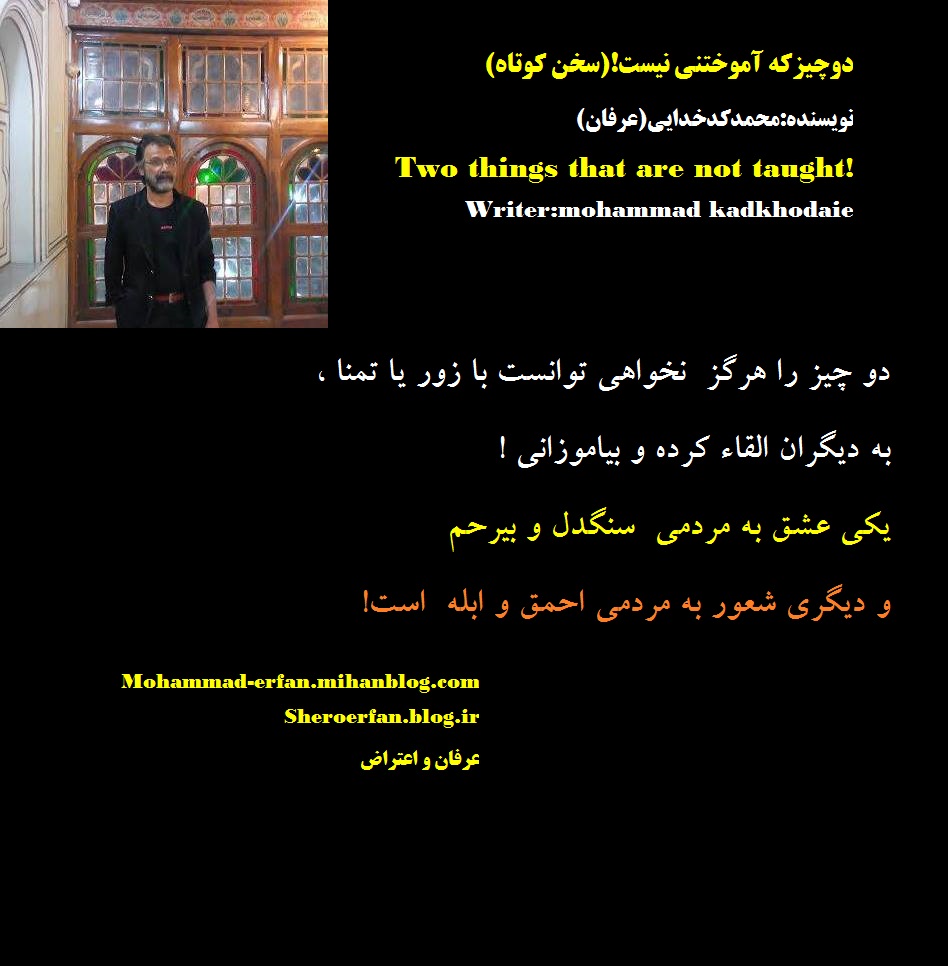 دوچیزکه آموختنی نیست!(سخن کوتاه)
نویسنده:محمدکدخدایی(عرفان)
Two things that are not taught!
Writer:mohammad kadkhodaie
دو چیز را هرگز نخواهی توانست با زور یا تمنا ،
به دیگران القاء کرده و بیاموزانی !
یکی عشق به مردمی سنگدل و بیرحم
و دیگری شعور به مردمی احمق و ابله است!
Mohammad-erfan.mihanblog.com
Sheroerfan.blog.ir
عرفان و اعتراض